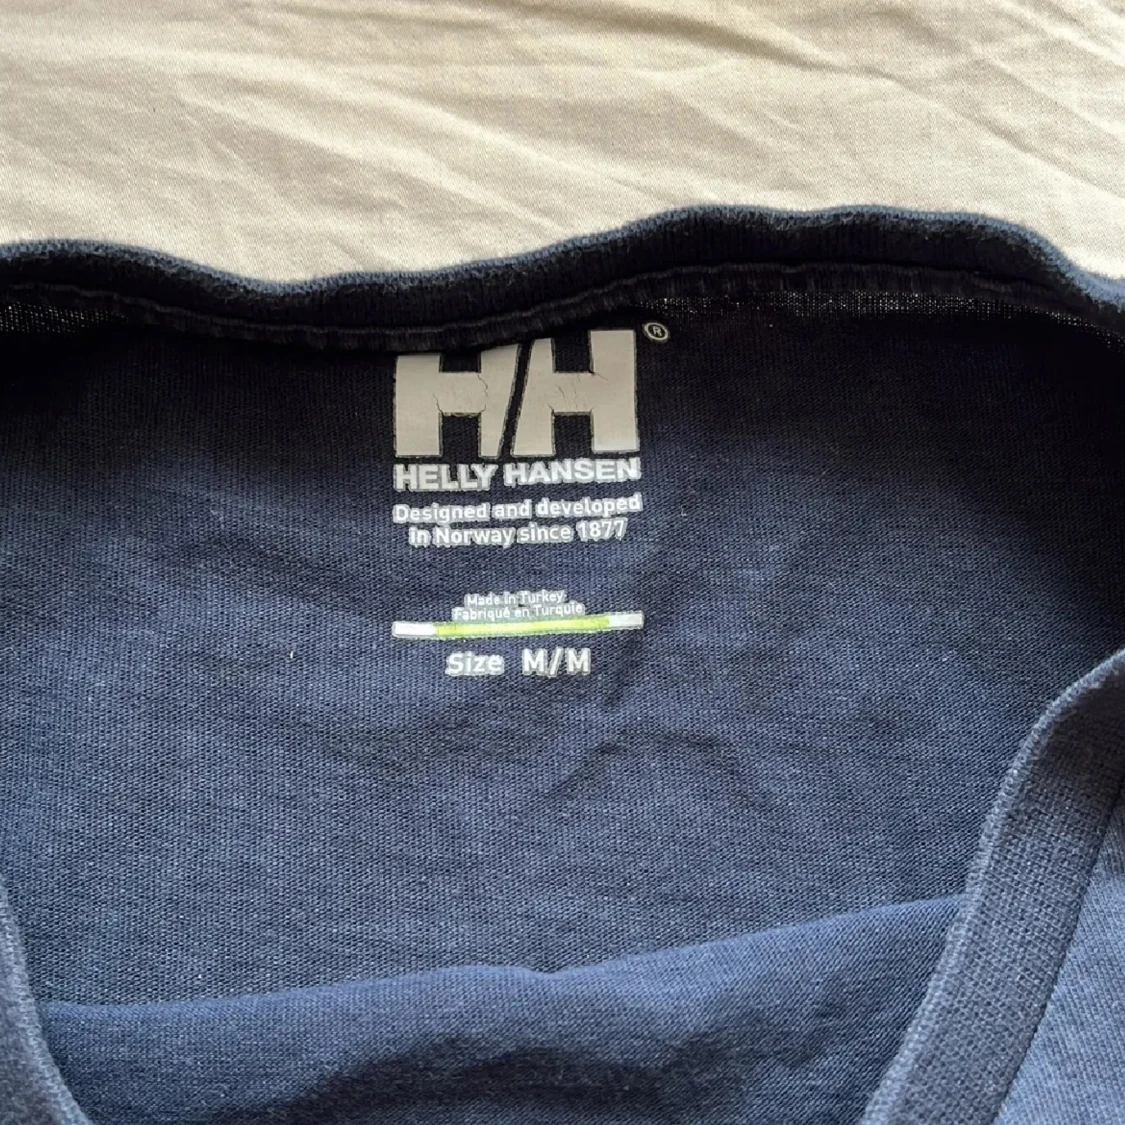 HH®
HELLY HANSEN
Designed and developed
in Norway since 1877
Made in Turkey
Fabriqué en Turquie
Size M/M